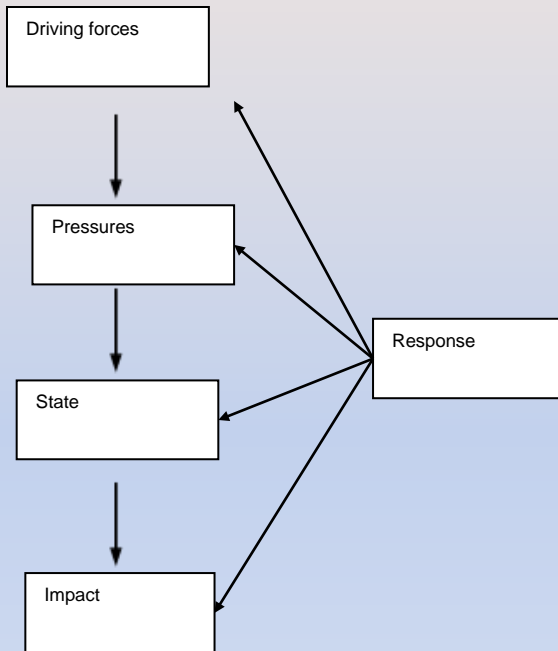 Driving forces
Pressures
Response
State
Impact